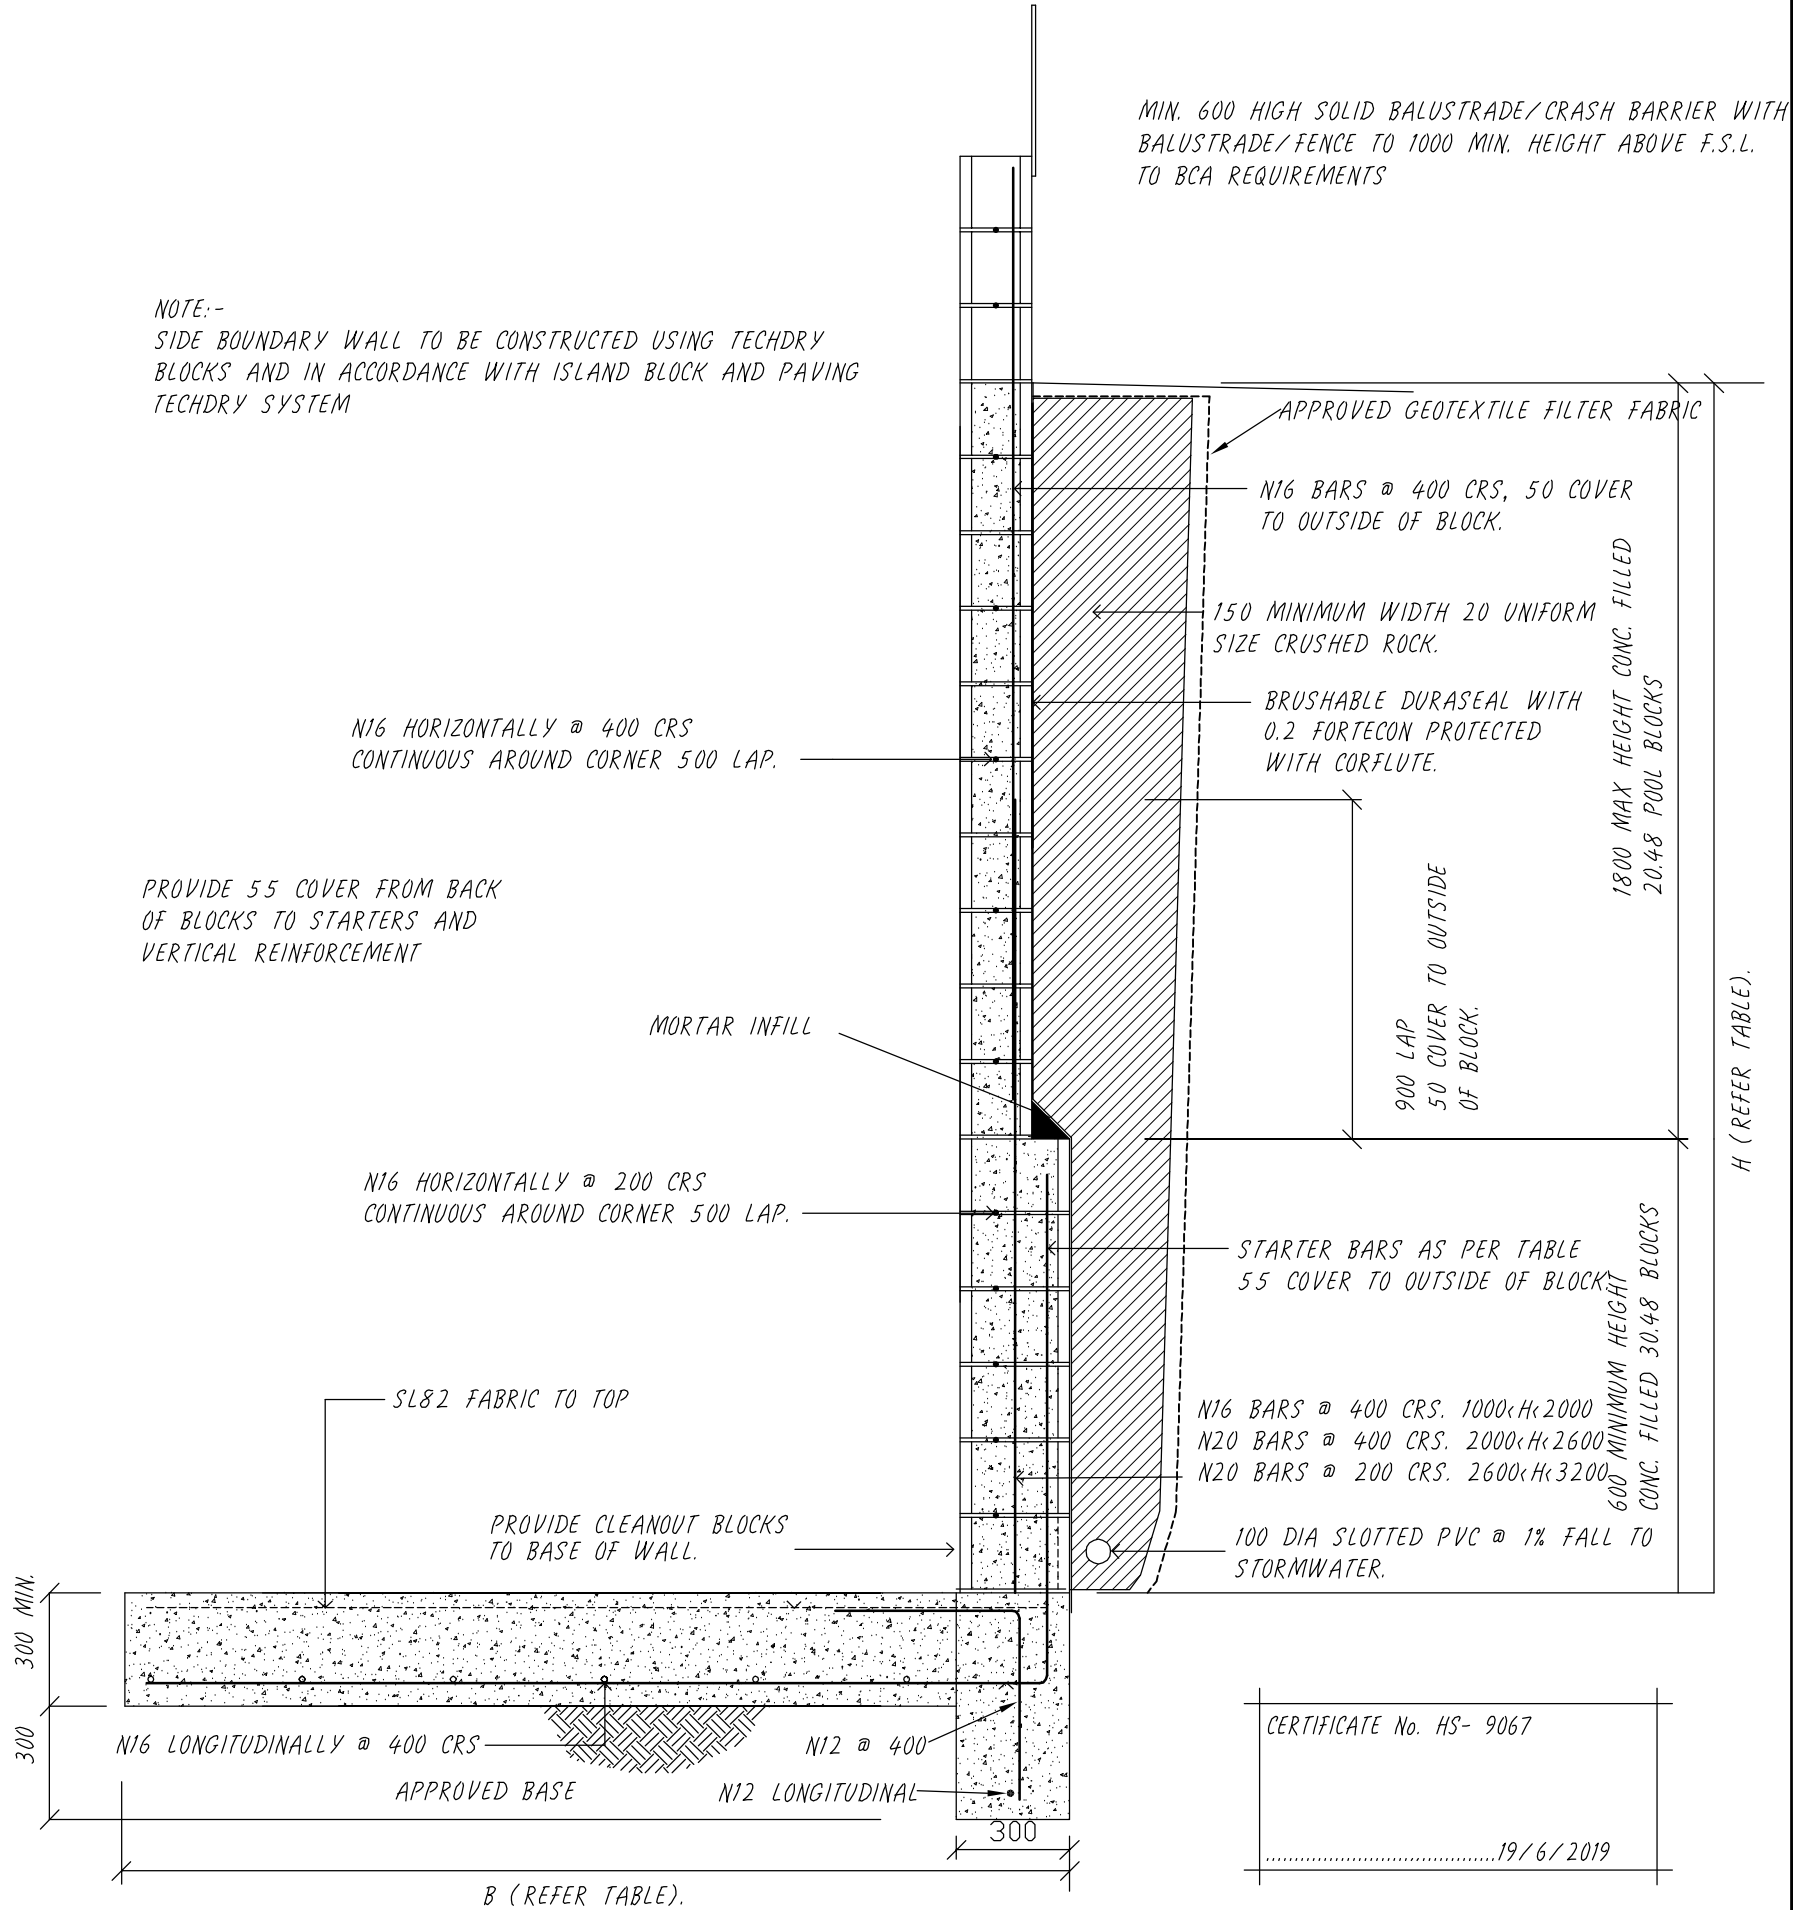 MIN. 600 HIGH SOLID BALUSTRADE/CRASH BARRIER WITH
BALUSTRADE/FENCE TO 1000 MIN. HEIGHT ABOVE F.S.L.
TO BCA REQUIREMENTS
NOTE:-
SIDE BOUNDARY WALL TO BE CONSTRUCTED USING TECHDRY
BLOCKS AND IN ACCORDANCE WITH ISLAND BLOCK AND PAVING
TECHDRY SYSTEM
APPROVED GEOTEXTILE FILTER FABRIC
N16 BARS @ 400 CRS, 50 COVER
TO OUTSIDE OF BLOCK.
150 MINIMUM WIDTH 20 UNIFORM
SIZE CRUSHED ROCK.
BRUSHABLE DURASEAL WITH
0.2 FORTECON PROTECTED
WITH CORFLUTE.
1800 MAX HEIGHT CONC. FILLED
20.48 POOL BLOCKS
N16 HORIZONTALLY @ 400 CRS
CONTINUOUS AROUND CORNER 500 LAP.
PROVIDE 55 COVER FROM BACK
OF BLOCKS TO STARTERS AND
VERTICAL REINFORCEMENT
900 LAP
50 COVER TO OUTSIDE
OF BLOCK.
H (REFER TABLE).
MORTAR INFILL
N16 HORIZONTALLY @ 200 CRS
CONTINUOUS AROUND CORNER 500 LAP.
STARTER BARS AS PER TABLE
55 COVER TO OUTSIDE OF BLOCK.
600 MINIMUM HEIGHT
CONC. FILLED 30.48 BLOCKS
SL82 FABRIC TO TOP
N16 BARS @ 400 CRS. 1000<H<2000
N20 BARS @ 400 CRS. 2000<H<2600
N20 BARS @ 200 CRS. 2600<H<3200
PROVIDE CLEANOUT BLOCKS
TO BASE OF WALL.
100 DIA SLOTTED PVC @ 1% FALL TO
STORMWATER.
300 MIN.
300
N16 LONGITUDINALLY @ 400 CRS
N12 @ 400
APPROVED BASE
N12 LONGITUDINAL
300
B (REFER TABLE).
CERTIFICATE No. HS- 9067
........................................19/6/2019